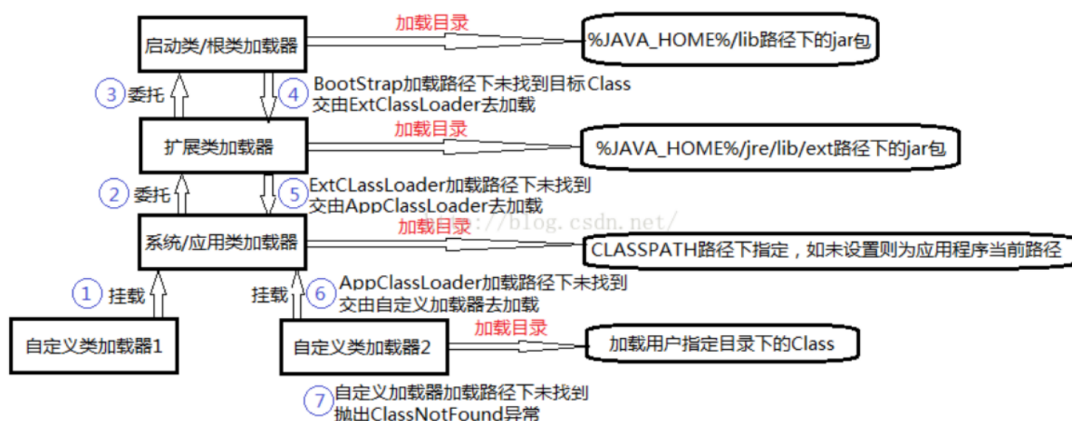 加载目录
启动类/根类加载器
%JAVA_HOME%/lib路径下的jar包
③ 委托
④ BootStrap加载路径下未找到目标Class
交由ExtClassLoader去加载
加载目录
扩展类加载器
%JAVA_HOME%/jre/lib/ext路径下的jar包
② 委托
⑤ ExtCLassLoader加载路径下未找到
交由AppClassLoader去加载
blog.csdn.net/
加载目录
系统/应用类加载器
CLASSPATH路径下指定，如未设置则为应用程序当前路径
① 挂载
挂载
⑥ AppClassLoader加载路径下未找到
交由自定义加载器去加载
加载目录
自定义类加载器1
自定义类加载器2
加载用户指定目录下的Class
⑦ 自定义加载器加载路径下未找到
抛出ClassNotFound异常